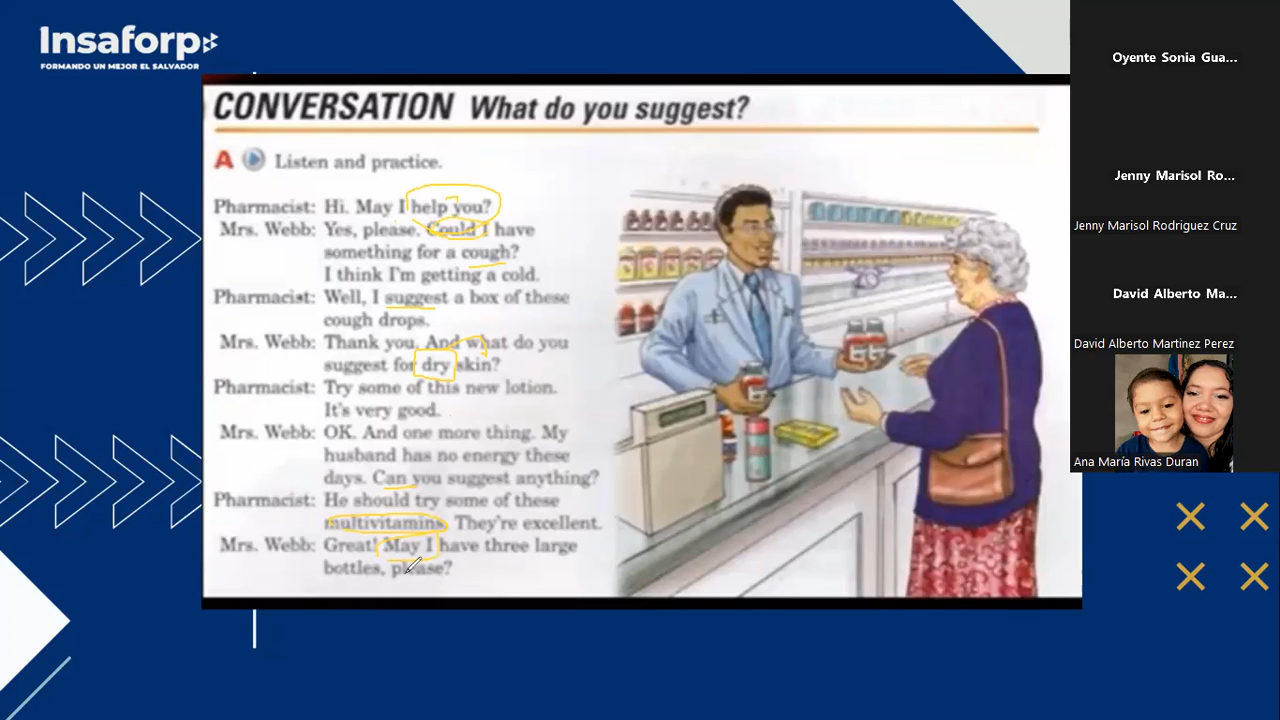 Insaforp
FORMANDO UN MEJOR EL SALVADOR
CONVERSATION What do you suggest?
A Listen and practice.
Pharmacist: Hi. May I help you?
Mrs. Webb: Yes, please. Could I have
something for a cough?
I think I'm getting a cold.
Pharmacist: Well, I suggest a box of these
cough drops.
Mrs. Webb: Thank you. And what do you
suggest for dry skin?
Pharmacist: Try some of this new lotion.
It's very good.
Mrs. Webb: OK. And one more thing. My
husband has no energy these
days. Can you suggest anything?
Pharmacist: He should try some of these
multivitamins. They're excellent.
Mrs. Webb: Great! May I have three large
bottles, please?
Oyente Sonia Gua...
Jenny Marisol Ro...
Jenny Marisol Rodriguez Cruz
David Alberto Ma...
David Alberto Martinez Perez
Ana María Rivas Duran